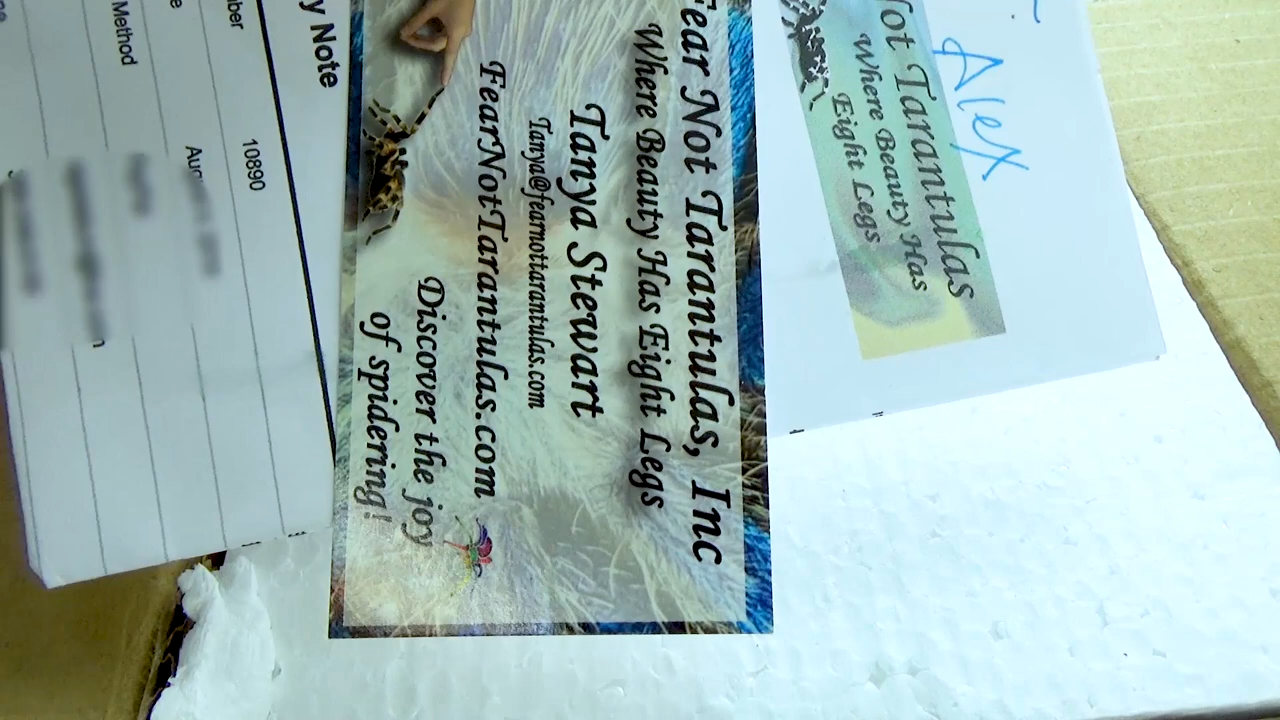 y Note
10890
Method
Fear Not Tarantulas, Inc
Where Beauty Has Eight Legs
Tanya Stewart
Tanya@fearnottarantulas.com
FearNotTarantulas.com
Discover the joy
of spidering!
Alex
Not Tarantulas
Where Beauty Has
Eight Legs